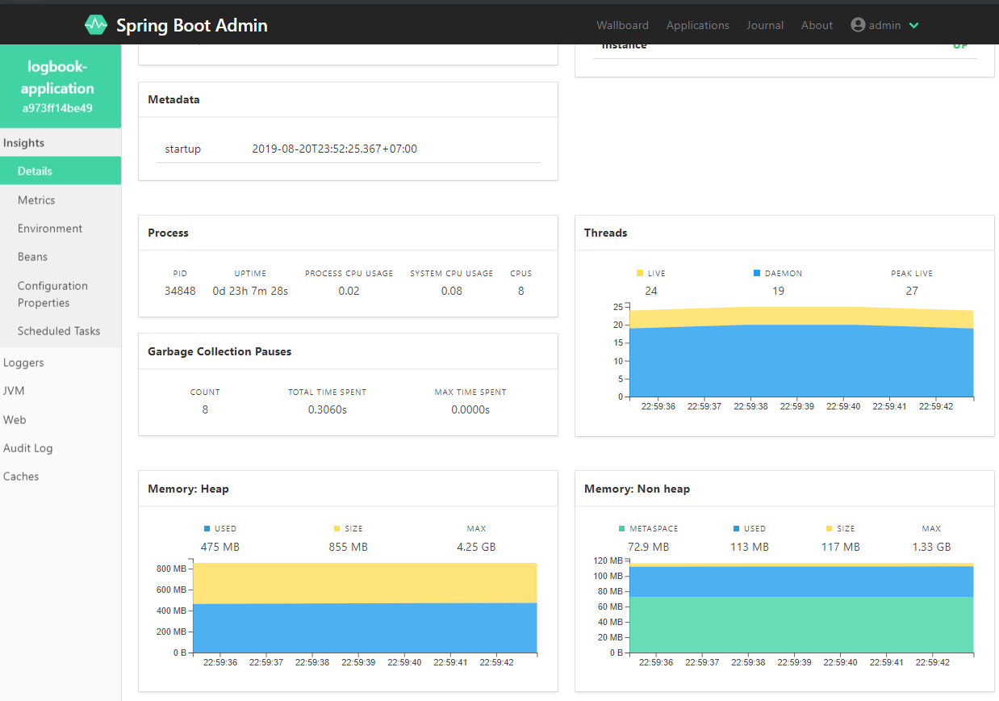 Spring Boot Admin
Wallboard Applications Journal About admin
logbook-
application
a973ff14be49
Insights
Details
Metrics
Environment
Beans
Configuration
Properties
Scheduled Tasks
Loggers
JVM
Web
Audit Log
Caches
Instance UP
Metadata
startup 2019-08-20T23:52:25.367+07:00
Process
PID UPTIME PROCESS CPU USAGE SYSTEM CPU USAGE CPUS
34848 0d 23h 7m 28s 0.02 0.08 8
Garbage Collection Pauses
COUNT TOTAL TIME SPENT MAX TIME SPENT
8 0.3060s 0.0000s
Threads
LIVE DAEMON PEAK LIVE
24 19 27
25
20
15
10
5
0
22:59:36 22:59:37 22:59:38 22:59:39 22:59:40 22:59:41 22:59:42
Memory: Heap
USED SIZE MAX
475 MB 855 MB 4.25 GB
800 MB
600 MB
400 MB
200 MB
0 B
22:59:36 22:59:37 22:59:38 22:59:39 22:59:40 22:59:41 22:59:42
Memory: Non heap
METASPACE USED SIZE MAX
72.9 MB 113 MB 117 MB 1.33 GB
120 MB
100 MB
80 MB
60 MB
40 MB
20 MB
0 B
22:59:36 22:59:37 22:59:38 22:59:39 22:59:40 22:59:41 22:59:42